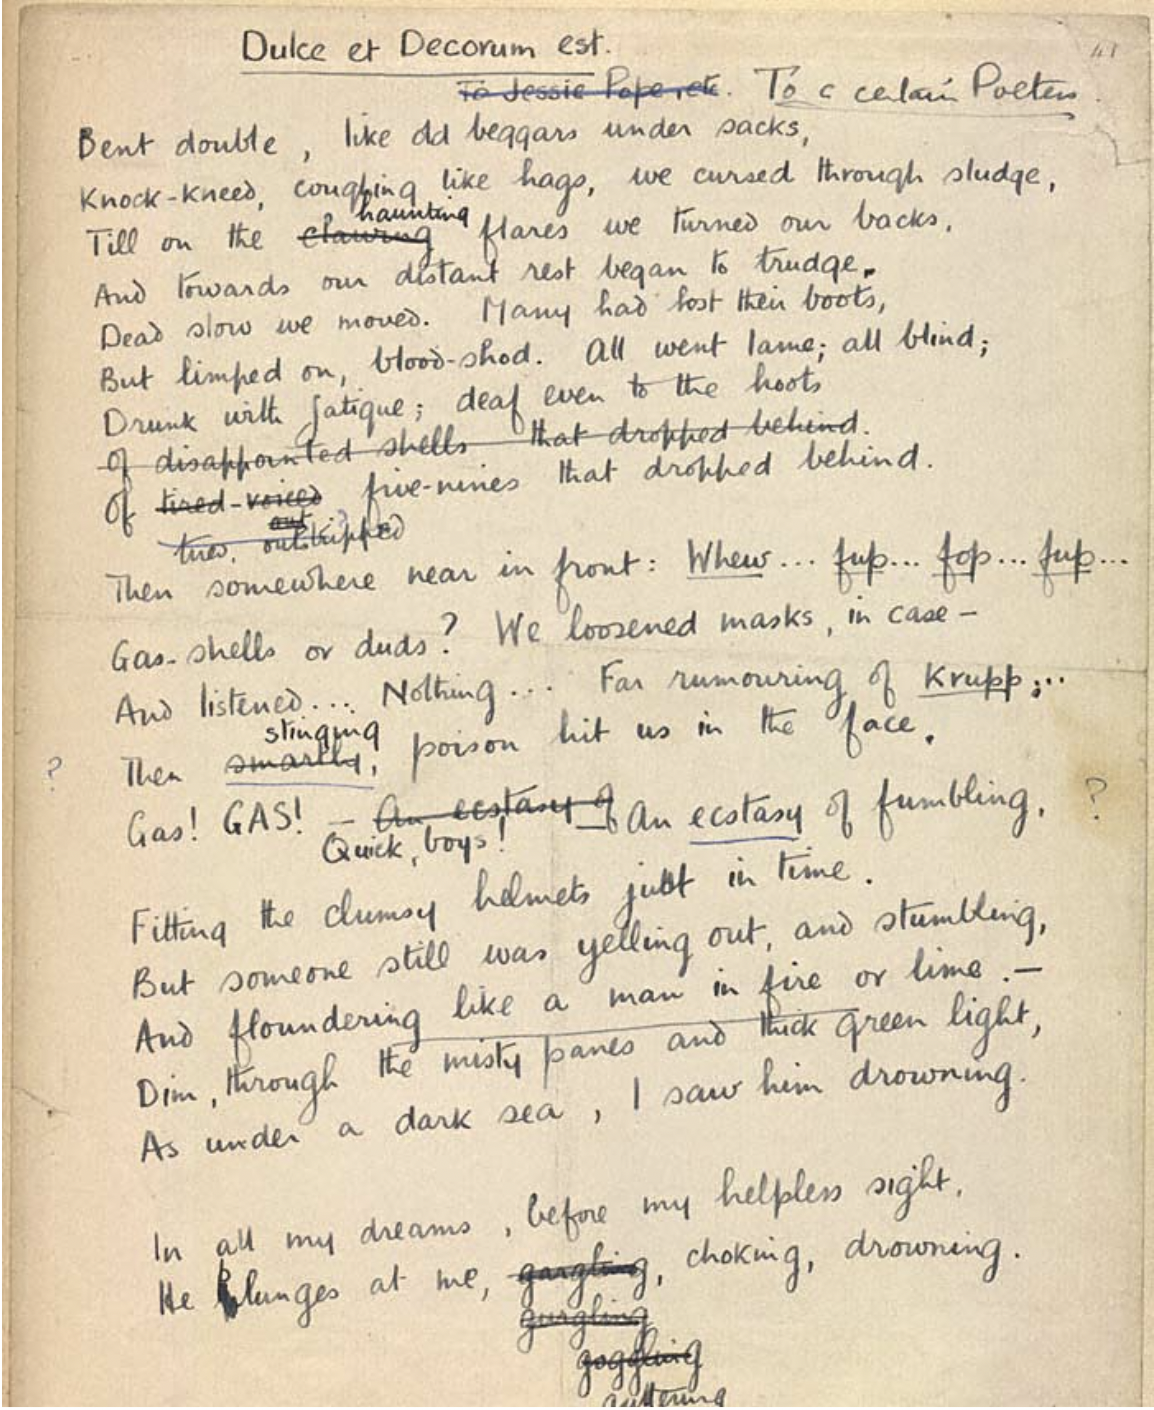 41
Dulce et Decorum est.
To Jessie Pope etc. To a certain Poetess.
Bent double, like old beggars under sacks,
Knock-kneed, coughing like hags, we cursed through sludge,
haunting
Till on the clawing flares we turned our backs,
And towards our distant rest began to trudge.
Dead slow we moved. Many had lost their boots,
But limped on, blood-shod. All went lame; all blind;
Drunk with fatigue; deaf even to the hoots
Of disappointed shells that dropped behind.
Of tired-voiced five-nines that dropped behind.
out
tired, outstripped
Then somewhere near in front: Whew... fup... fop... fup...
Gas-shells or duds? We loosened masks, in case —
And listened... Nothing... Far rumouring of Krupp;..
stinging
? Then smartly, poison hit us in the face.
Gas! GAS! — An ecstasy of — An ecstasy of fumbling, ?
Quick, boys!
Fitting the clumsy helmets just in time.
But someone still was yelling out, and stumbling,
And floundering like a man in fire or lime. —
Dim, through the misty panes and thick green light,
As under a dark sea, I saw him drowning.
In all my dreams, before my helpless sight,
He plunges at me, gargling, choking, drowning.
gurgling
goggling
guttering